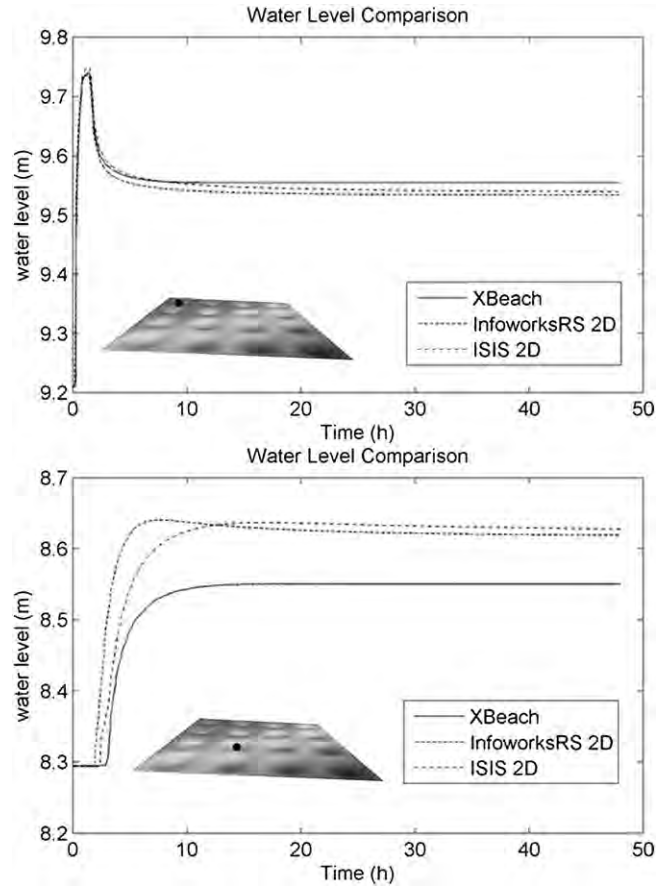 Water Level Comparison
9.8
9.7
9.6
9.5
9.4
9.3
9.2
water level (m)
XBeach
InfoworksRS 2D
ISIS 2D
0 10 20 30 40 50
Time (h)
Water Level Comparison
8.7
8.6
8.5
8.4
8.3
8.2
water level (m)
XBeach
InfoworksRS 2D
ISIS 2D
0 10 20 30 40 50
Time (h)